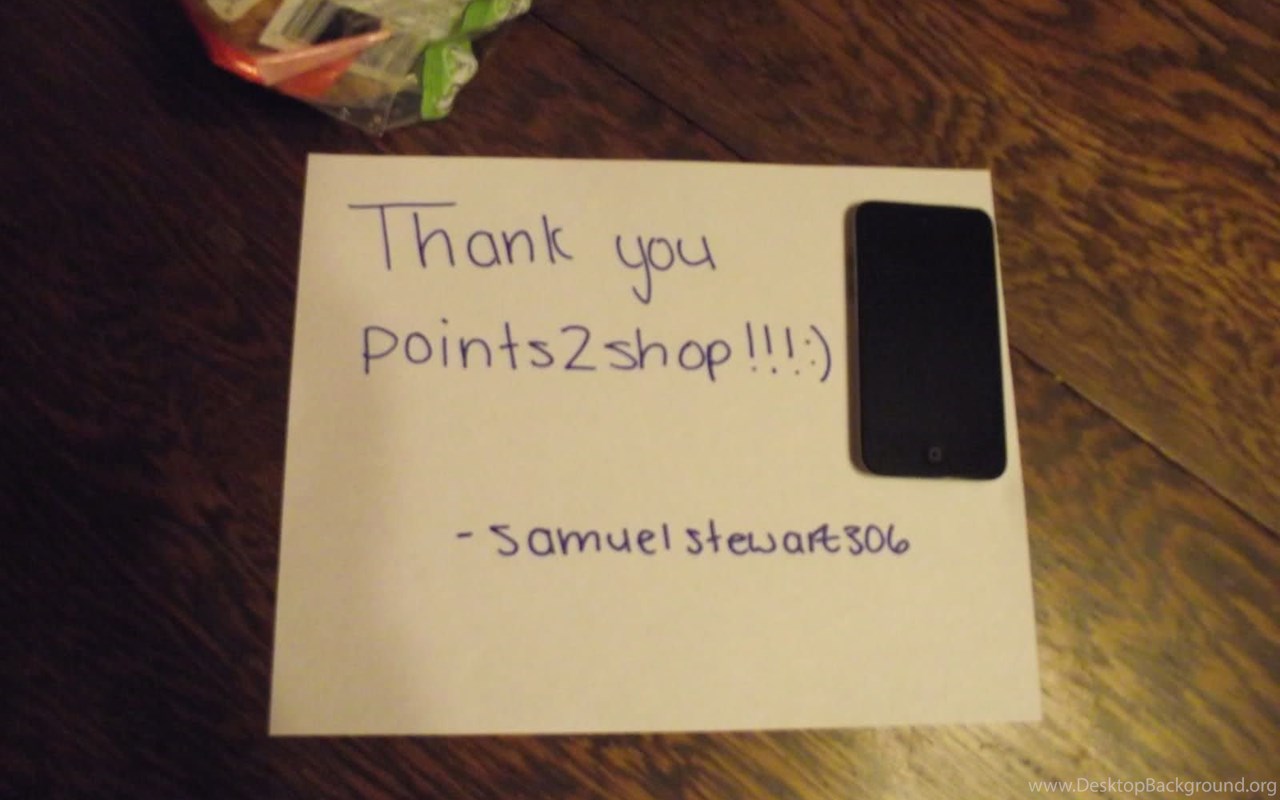 Thank you
points2shop!!!:)
- samuelstewart306
www.DesktopBackground.org